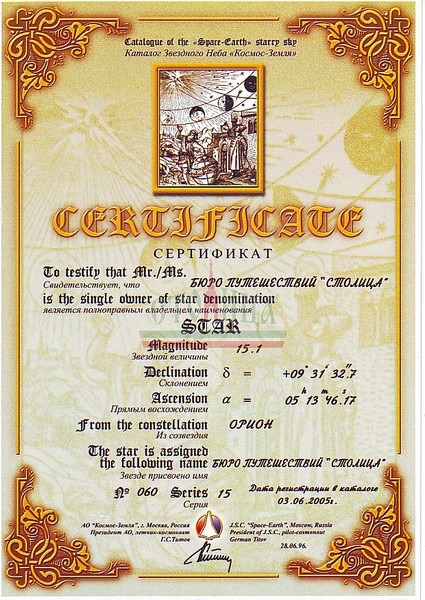 Catalogue of the «Space-Earth» starry sky
Каталог Звездного Неба «Космос-Земля»
CERTIFICATE
СЕРТИФИКАТ
To testify that Mr./Ms.
Свидетельствует, что БЮРО ПУТЕШЕСТВИЙ "СТОЛИЦА"
is the single owner of star denomination
является полноправным владельцем наименования
STAR
Magnitude 15.1
Звездной величины
Declination δ = +09° 31' 32"7
Склонением
Ascension α = 05h 13m 46s.17
Прямым восхождением
From the constellation ОРИОН
Из созвездия
The star is assigned
the following name БЮРО ПУТЕШЕСТВИЙ "СТОЛИЦА"
Звезде присвоено имя
№ 060 Series 15 Дата регистрации в каталоге
Серия 03.06.2005г.
АО "Космос-Земля", г. Москва, Россия J.S.C. "Space-Earth", Moscow, Russia
Президент АО, летчик-космонавт President of J.S.C., pilot-cosmonaut
Г.С.Титов German Titov
28.06.96.